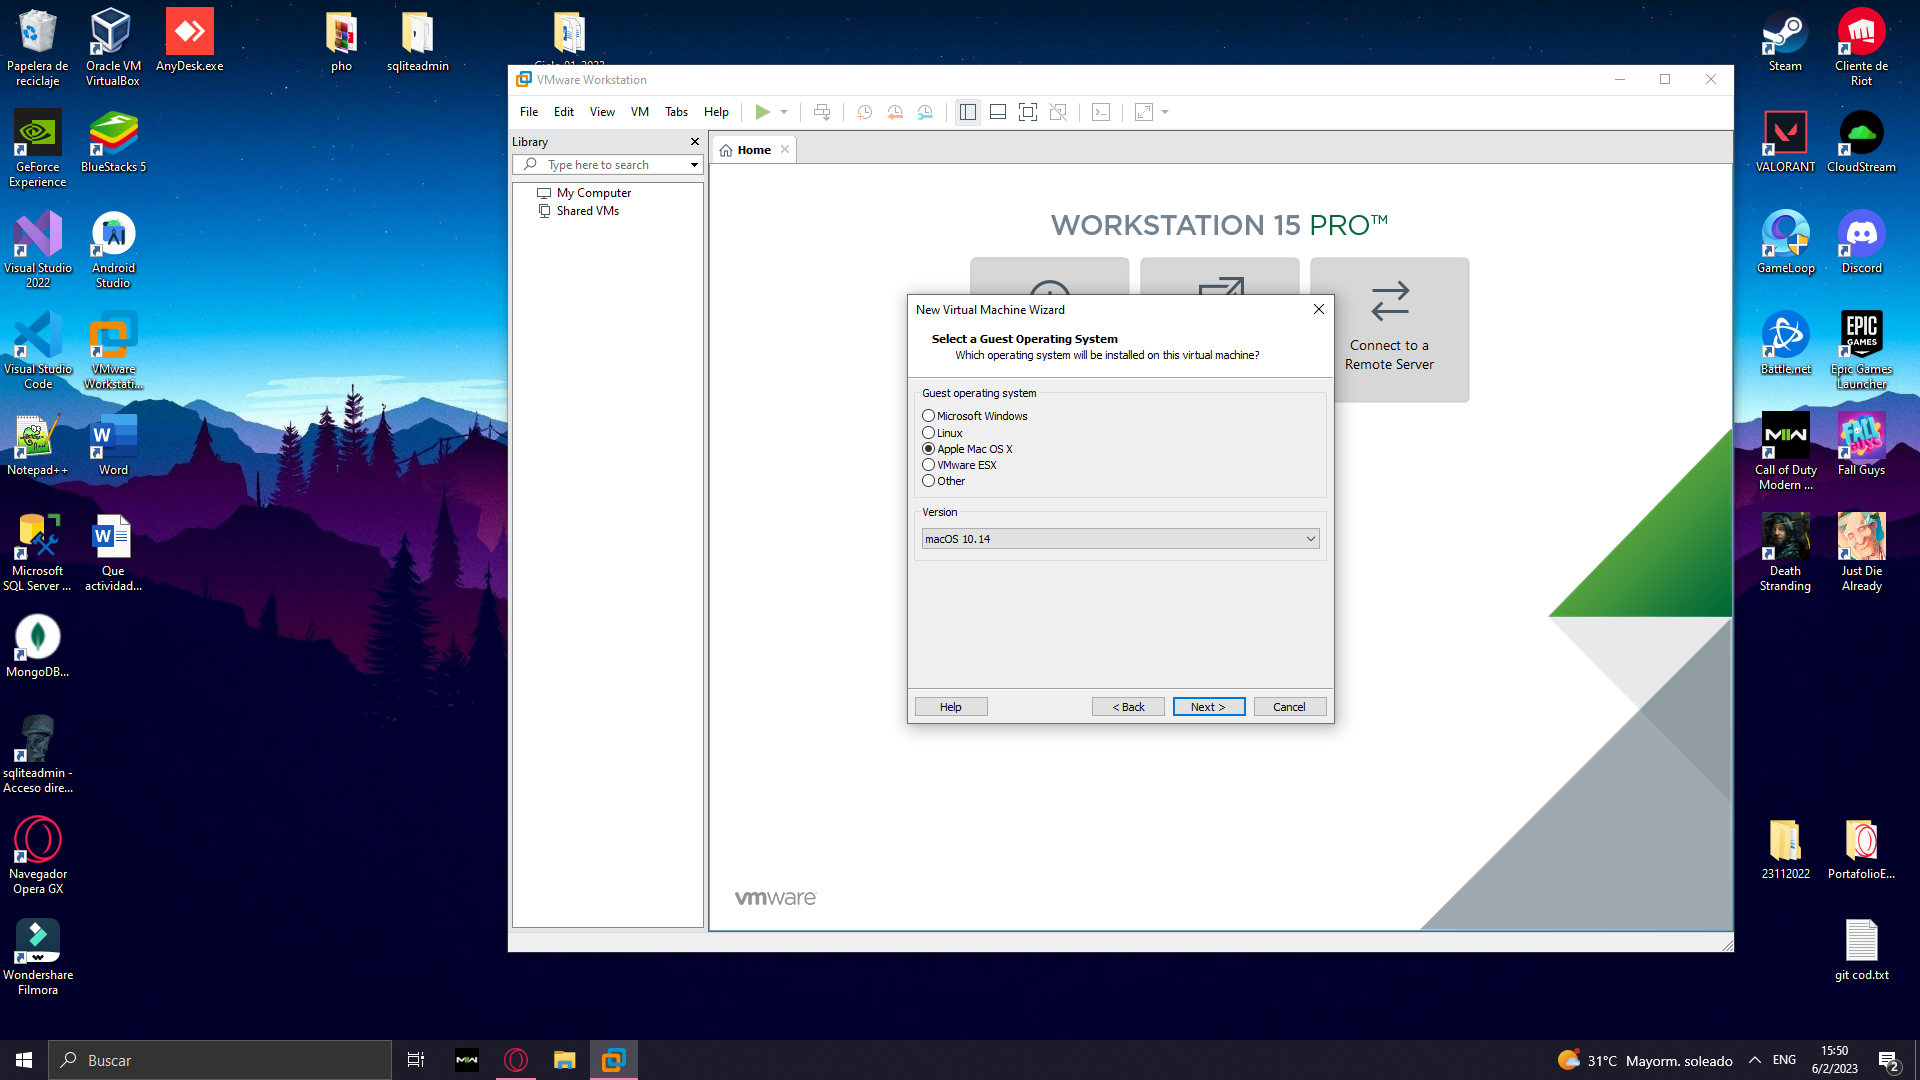 Papelera de
reciclaje
Oracle VM
VirtualBox
AnyDesk.exe
pho
sqliteadmin
Steam
Cliente de
Riot
GeForce
Experience
BlueStacks 5
VALORANT
CloudStream
Visual Studio
2022
Android
Studio
GameLoop
Discord
Visual Studio
Code
VMware
Workstati...
Battle.net
EPIC
GAMES
Epic Games
Launcher
Notepad++
Word
MWII
Call of Duty
Modern ...
FALL
GUYS
Fall Guys
Microsoft
SQL Server ...
Que
actividad...
Death
Stranding
Just Die
Already
MongoDB...
sqliteadmin -
Acceso dire...
Navegador
Opera GX
23112022
PortafolioE...
Wondershare
Filmora
git cod.txt
VMware Workstation
File Edit View VM Tabs Help
Library
Type here to search
My Computer
Shared VMs
Home
WORKSTATION 15 PRO™
Connect to a
Remote Server
New Virtual Machine Wizard
Select a Guest Operating System
Which operating system will be installed on this virtual machine?
Guest operating system
Microsoft Windows
Linux
Apple Mac OS X
VMware ESX
Other
Version
macOS 10.14
Help
< Back
Next >
Cancel
vmware
Buscar
31°C Mayorm. soleado
ENG
15:50
6/2/2023
2